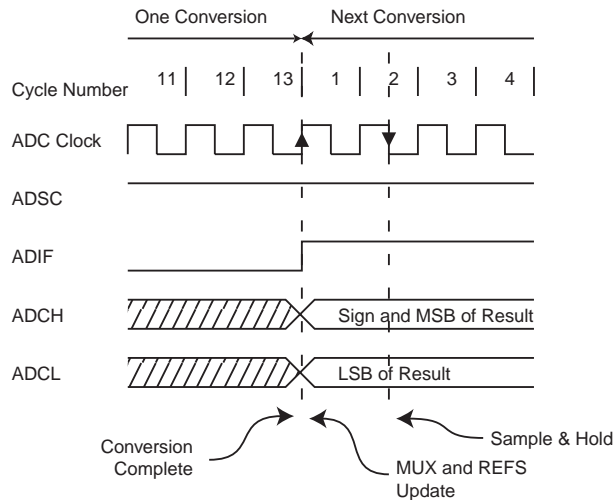 One Conversion Next Conversion
Cycle Number 11 12 13 1 2 3 4
ADC Clock
ADSC
ADIF
ADCH Sign and MSB of Result
ADCL LSB of Result
Conversion
Complete
MUX and REFS
Update
Sample & Hold